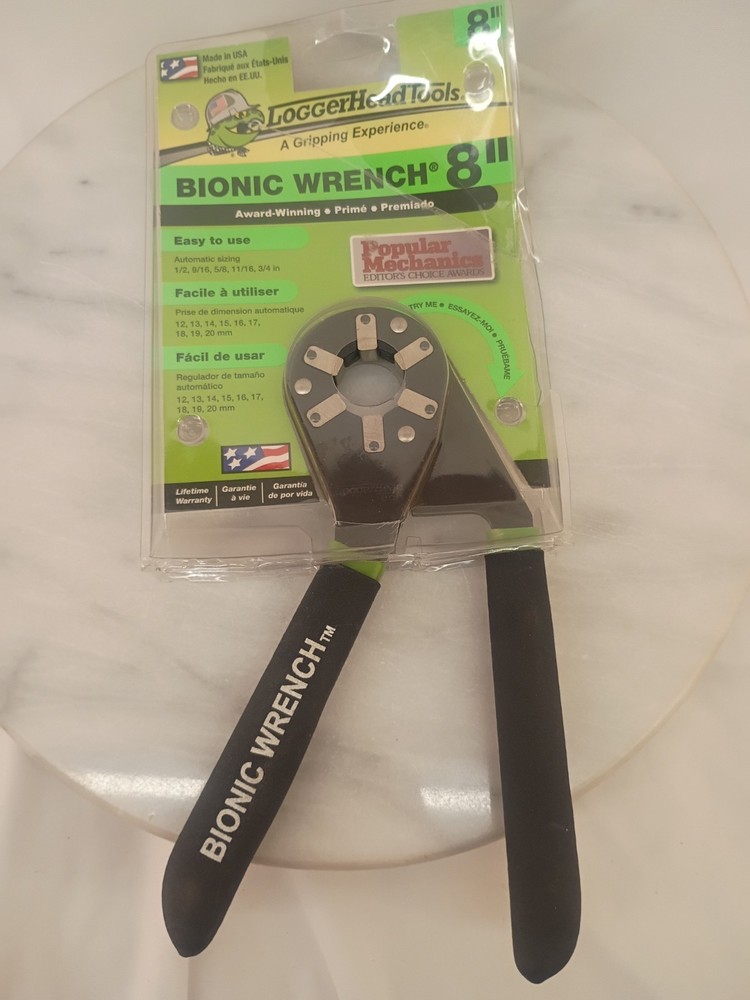 8"
Made in USA
Fabriqué aux États-Unis
Hecho en EE.UU.
LoggerHeadTools
A Gripping Experience®
BIONIC WRENCH® 8"
Award-Winning • Primé • Premiado
Easy to use
Automatic sizing
1/2, 9/16, 5/8, 11/16, 3/4 in
Popular
Mechanics
EDITOR'S CHOICE AWARDS
Facile à utiliser
Prise de dimension automatique
12, 13, 14, 15, 16, 17,
18, 19, 20 mm
TRY ME • ESSAYEZ-MOI • PRUÉBAME
Fácil de usar
Regulador de tamaño
automático
12, 13, 14, 15, 16, 17,
18, 19, 20 mm
Lifetime
Warranty
Garantie
à vie
Garantía
de por vida
BIONIC WRENCH™